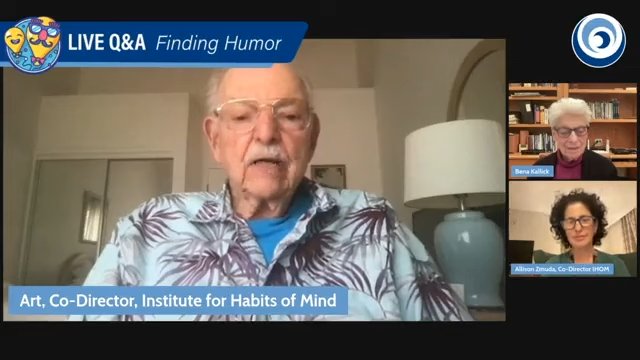 LIVE Q&A Finding Humor
Bena Kallick
Allison Zmuda, Co-Director IHOM
Art, Co-Director, Institute for Habits of Mind